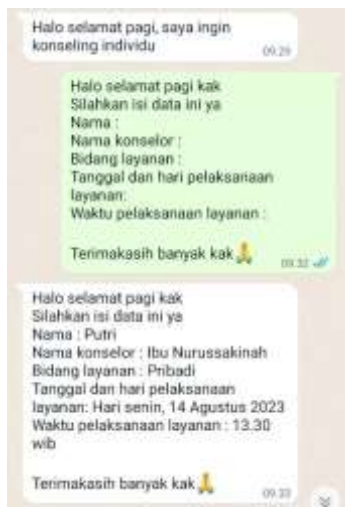 Halo selamat pagi, saya ingin
konseling individu
09.29
Halo selamat pagi kak
Silahkan isi data ini ya
Nama :
Nama konselor :
Bidang layanan :
Tanggal dan hari pelaksanaan
layanan:
Waktu pelaksanaan layanan :
Terimakasih banyak kak🙏
09.32
Halo selamat pagi kak
Silahkan isi data ini ya
Nama : Putri
Nama konselor : Ibu Nurussakinah
Bidang layanan : Pribadi
Tanggal dan hari pelaksanaan
layanan: Hari senin, 14 Agustus 2023
Waktu pelaksanaan layanan : 13.30
wib
Terimakasih banyak kak🙏
09.33